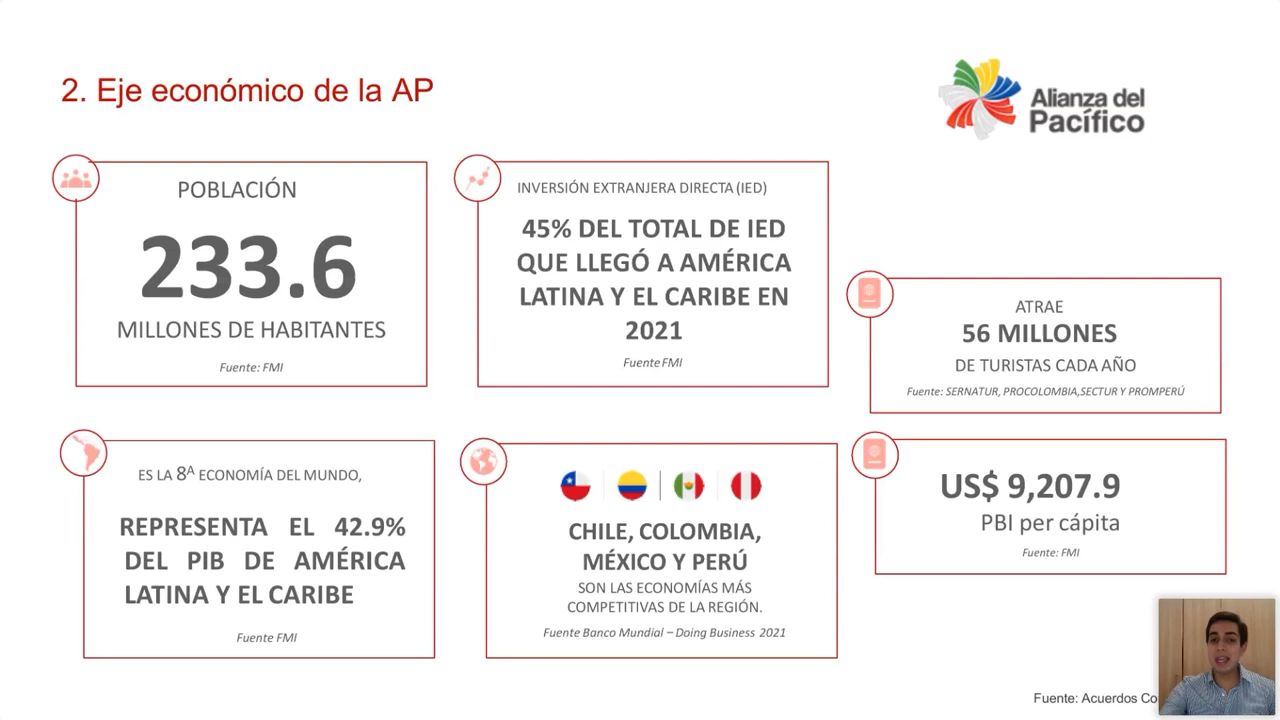 2. Eje económico de la AP
Alianza del
Pacífico
POBLACIÓN
233.6
MILLONES DE HABITANTES
Fuente: FMI
INVERSIÓN EXTRANJERA DIRECTA (IED)
45% DEL TOTAL DE IED
QUE LLEGÓ A AMÉRICA
LATINA Y EL CARIBE EN
2021
Fuente FMI
ATRAE
56 MILLONES
DE TURISTAS CADA AÑO
Fuente: SERNATUR, PROCOLOMBIA,SECTUR Y PROMPERÚ
ES LA 8ᴬ ECONOMÍA DEL MUNDO,
REPRESENTA EL 42.9%
DEL PIB DE AMÉRICA
LATINA Y EL CARIBE
Fuente FMI
CHILE, COLOMBIA,
MÉXICO Y PERÚ
SON LAS ECONOMÍAS MÁS
COMPETITIVAS DE LA REGIÓN.
Fuente Banco Mundial – Doing Business 2021
US$ 9,207.9
PBI per cápita
Fuente: FMI
Fuente: Acuerdos